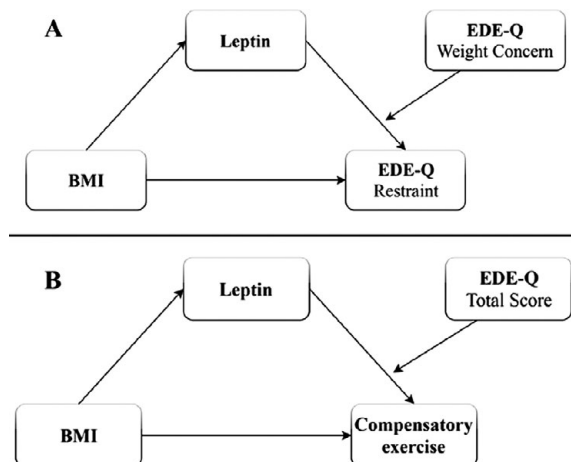 A
Leptin
EDE-Q
Weight Concern
BMI
EDE-Q
Restraint
B
Leptin
EDE-Q
Total Score
BMI
Compensatory
exercise